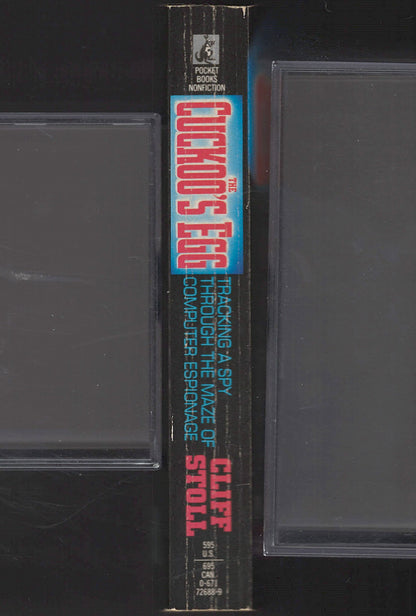 POCKET
BOOKS
NONFICTION
THE
CUCKOO'S EGG
TRACKING A SPY
THROUGH THE MAZE OF
COMPUTER ESPIONAGE
CLIFF
STOLL
595
U.S.
695
CAN
0-671
72688-9